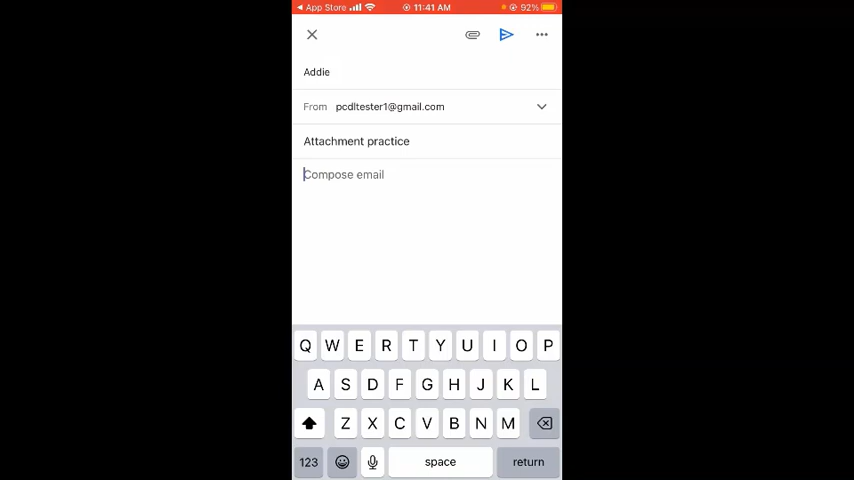 App Store 11:41 AM 92%
Addie
From pcdltester1@gmail.com
Attachment practice
Compose email
Q W E R T Y U I O P
A S D F G H J K L
Z X C V B N M
123 space return